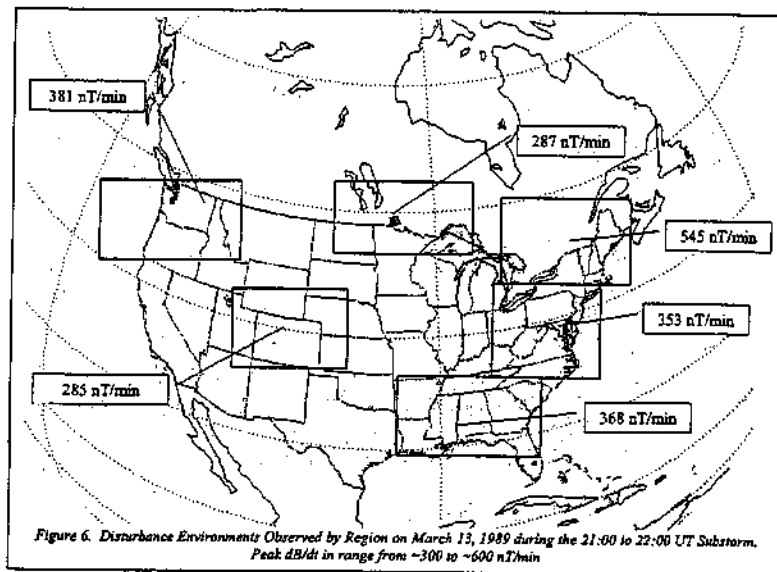 381 nT/min
287 nT/min
545 nT/min
353 nT/min
285 nT/min
368 nT/min
Figure 6. Disturbance Environments Observed by Region on March 13, 1989 during the 21:00 to 22:00 UT Substorm.
Peak dB/dt in range from ~300 to ~600 nT/min